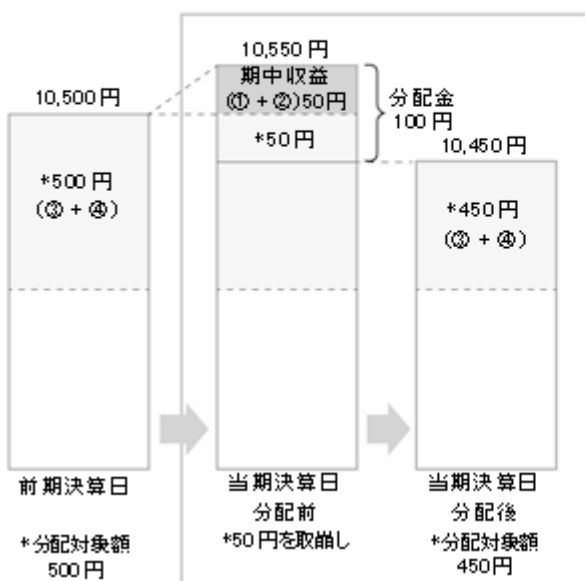 10,500円
*500円
(③+④)
前期決算日
*分配対象額
500円
10,550円
期中収益
(①+②)50円
*50円
分配金
100円
当期決算日
分配前
*50円を取崩し
10,450円
*450円
(③+④)
当期決算日
分配後
*分配対象額
450円